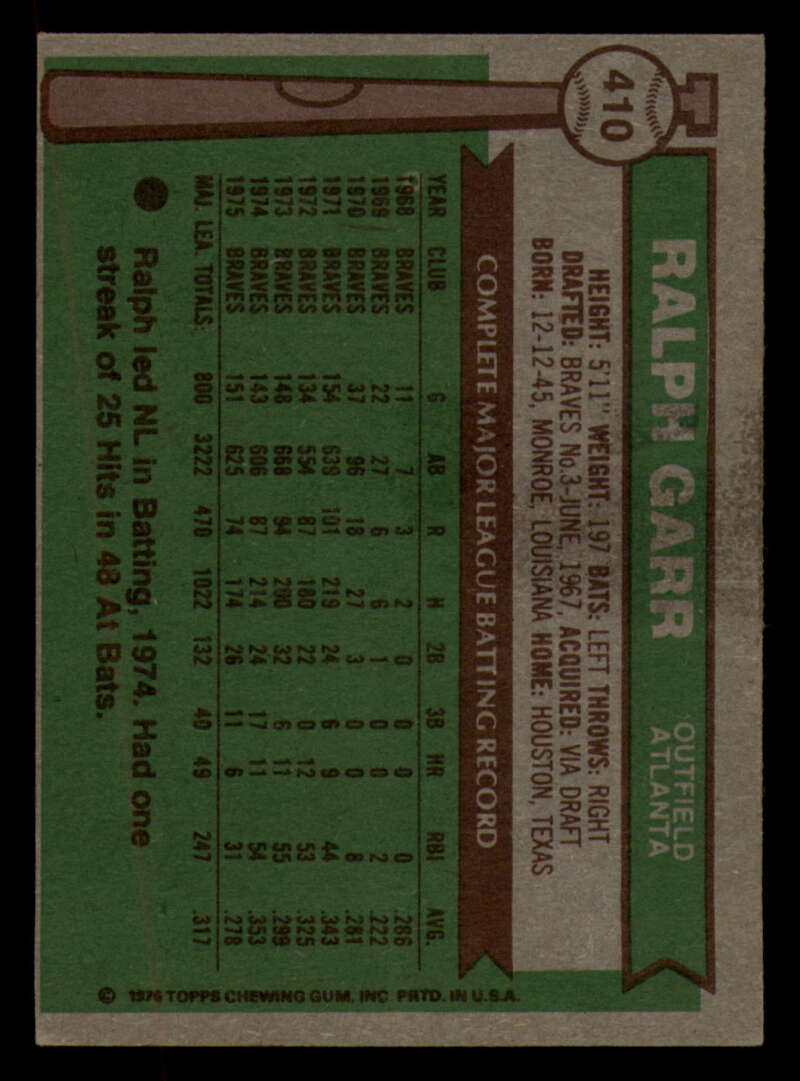 410
RALPH GARR
OUTFIELD
ATLANTA
HEIGHT: 5'11" WEIGHT: 197 BATS: LEFT THROWS: RIGHT
DRAFTED: BRAVES No.3-JUNE, 1967, ACQUIRED: VIA DRAFT
BORN: 12-12-45, MONROE, LOUISIANA HOME: HOUSTON, TEXAS
COMPLETE MAJOR LEAGUE BATTING RECORD
YEAR CLUB G AB R H 2B 3B HR RBI AVG.
1968 BRAVES 11 7 3 2 0 0 0 0 .286
1969 BRAVES 22 27 6 6 1 0 0 2 .222
1970 BRAVES 37 96 18 27 3 0 0 8 .281
1971 BRAVES 154 639 101 219 24 6 9 44 .343
1972 BRAVES 134 554 87 180 22 0 12 53 .325
1973 BRAVES 148 668 94 200 32 6 11 55 .299
1974 BRAVES 143 606 87 214 24 17 11 54 .353
1975 BRAVES 151 625 74 174 26 11 6 31 .278
MAJ. LEA. TOTALS: 800 3222 470 1022 132 40 49 247 .317
Ralph led NL in Batting, 1974. Had one
streak of 25 Hits in 48 At Bats.
© 1976 TOPPS CHEWING GUM, INC. PRTD. IN U.S.A.